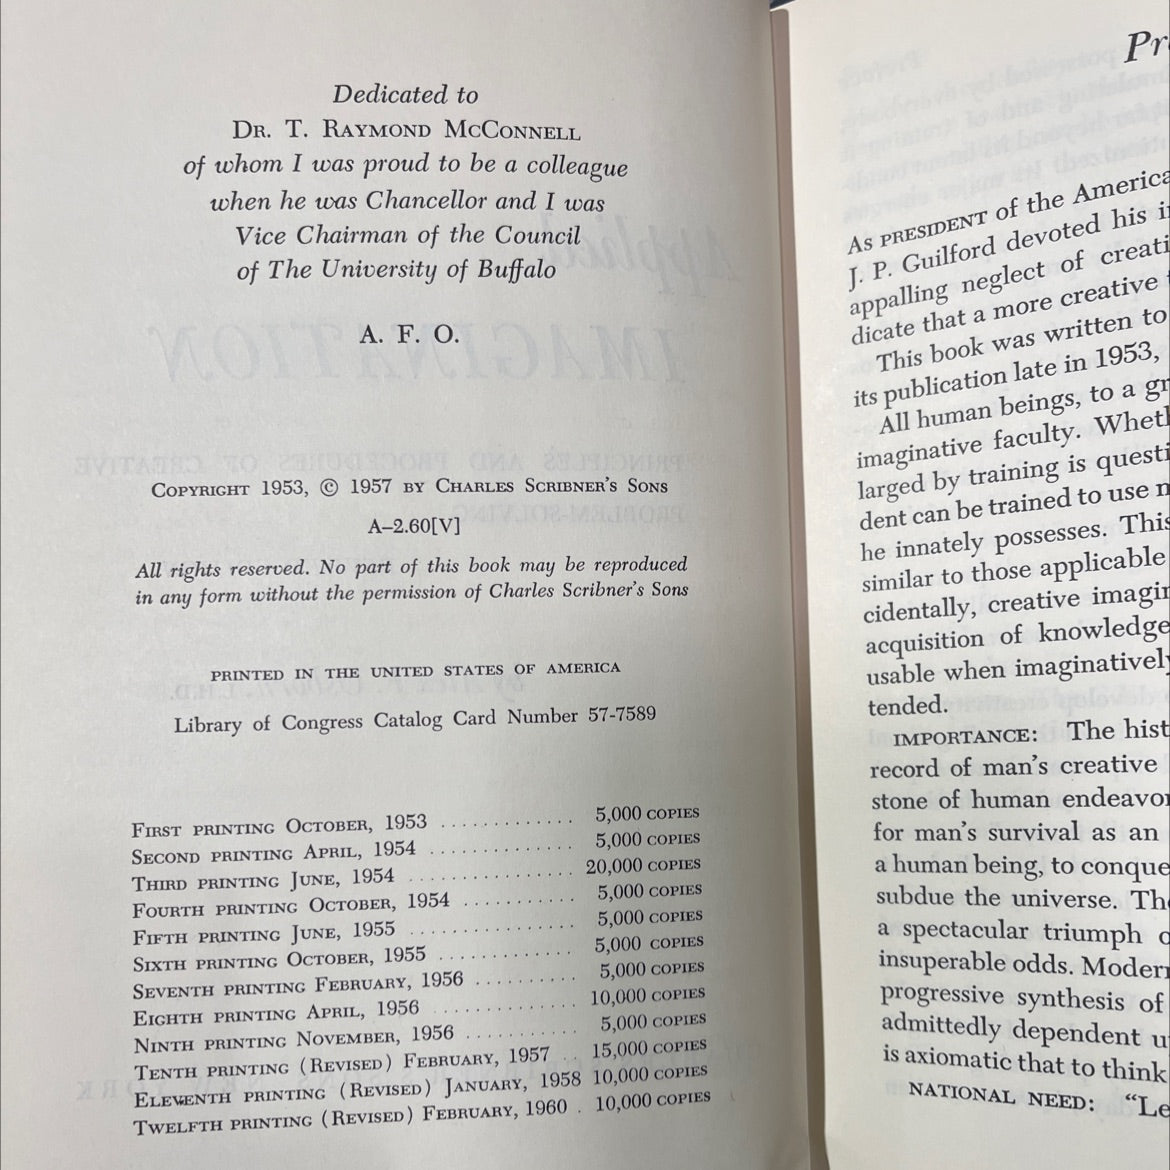 Dedicated to
DR. T. RAYMOND MCCONNELL
of whom I was proud to be a colleague
when he was Chancellor and I was
Vice Chairman of the Council
of The University of Buffalo
A. F. O.
COPYRIGHT 1953, © 1957 BY CHARLES SCRIBNER'S SONS
A–2.60[V]
All rights reserved. No part of this book may be reproduced
in any form without the permission of Charles Scribner's Sons
PRINTED IN THE UNITED STATES OF AMERICA
Library of Congress Catalog Card Number 57-7589
FIRST PRINTING OCTOBER, 1953 . . . . . . . . . . . . . 5,000 COPIES
SECOND PRINTING APRIL, 1954 . . . . . . . . . . . . . . 5,000 COPIES
THIRD PRINTING JUNE, 1954 . . . . . . . . . . . . . . . . 20,000 COPIES
FOURTH PRINTING OCTOBER, 1954 . . . . . . . . . . . 5,000 COPIES
FIFTH PRINTING JUNE, 1955 . . . . . . . . . . . . . . . . 5,000 COPIES
SIXTH PRINTING OCTOBER, 1955 . . . . . . . . . . . . . 5,000 COPIES
SEVENTH PRINTING FEBRUARY, 1956 . . . . . . . . . . 5,000 COPIES
EIGHTH PRINTING APRIL, 1956 . . . . . . . . . . . . . . 10,000 COPIES
NINTH PRINTING NOVEMBER, 1956 . . . . . . . . . . . 5,000 COPIES
TENTH PRINTING (REVISED) FEBRUARY, 1957 . . 15,000 COPIES
ELEVENTH PRINTING (REVISED) JANUARY, 1958 10,000 COPIES
TWELFTH PRINTING (REVISED) FEBRUARY, 1960 . 10,000 COPIES
Pr
AS PRESIDENT of the America
J. P. Guilford devoted his i
appalling neglect of creati
dicate that a more creative
This book was written to
its publication late in 1953,
All human beings, to a gr
imaginative faculty. Wheth
larged by training is questi
dent can be trained to use m
he innately possesses. This
similar to those applicable
cidentally, creative imagin
acquisition of knowledge
usable when imaginatively
tended.
IMPORTANCE: The hist
record of man's creative
stone of human endeavor
for man's survival as an
a human being, to conque
subdue the universe. The
a spectacular triumph o
insuperable odds. Modern
progressive synthesis of
admittedly dependent u
is axiomatic that to think
NATIONAL NEED: "Le